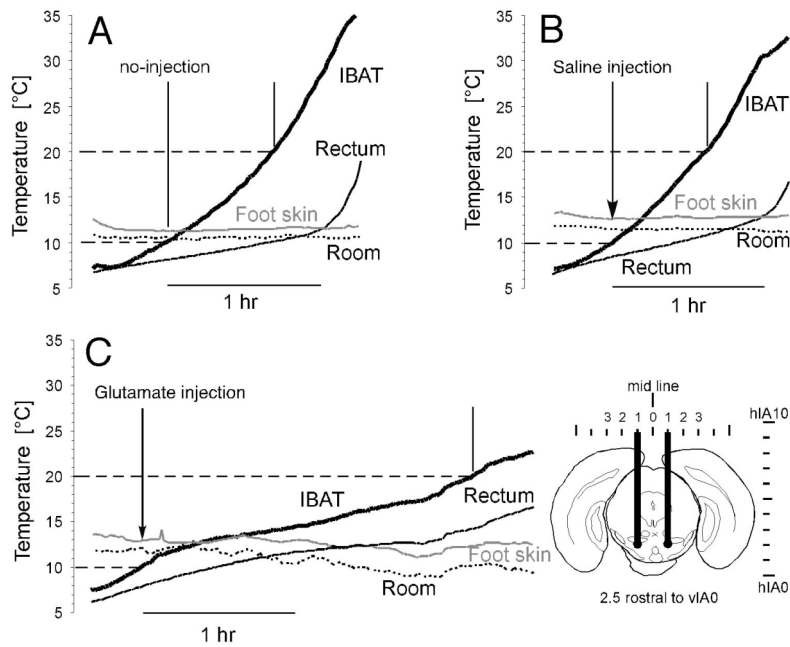 A
no-injection
IBAT
Rectum
Foot skin
Room
Temperature [°C]
35
30
25
20
15
10
5
1 hr
B
Saline injection
IBAT
Foot skin
Room
Rectum
Temperature [°C]
35
30
25
20
15
10
5
1 hr
C
Glutamate injection
IBAT
Rectum
Foot skin
Room
Temperature [°C]
35
30
25
20
15
10
5
1 hr
mid line
3 2 1 0 1 2 3
hIA10
hIA0
2.5 rostral to vIA0